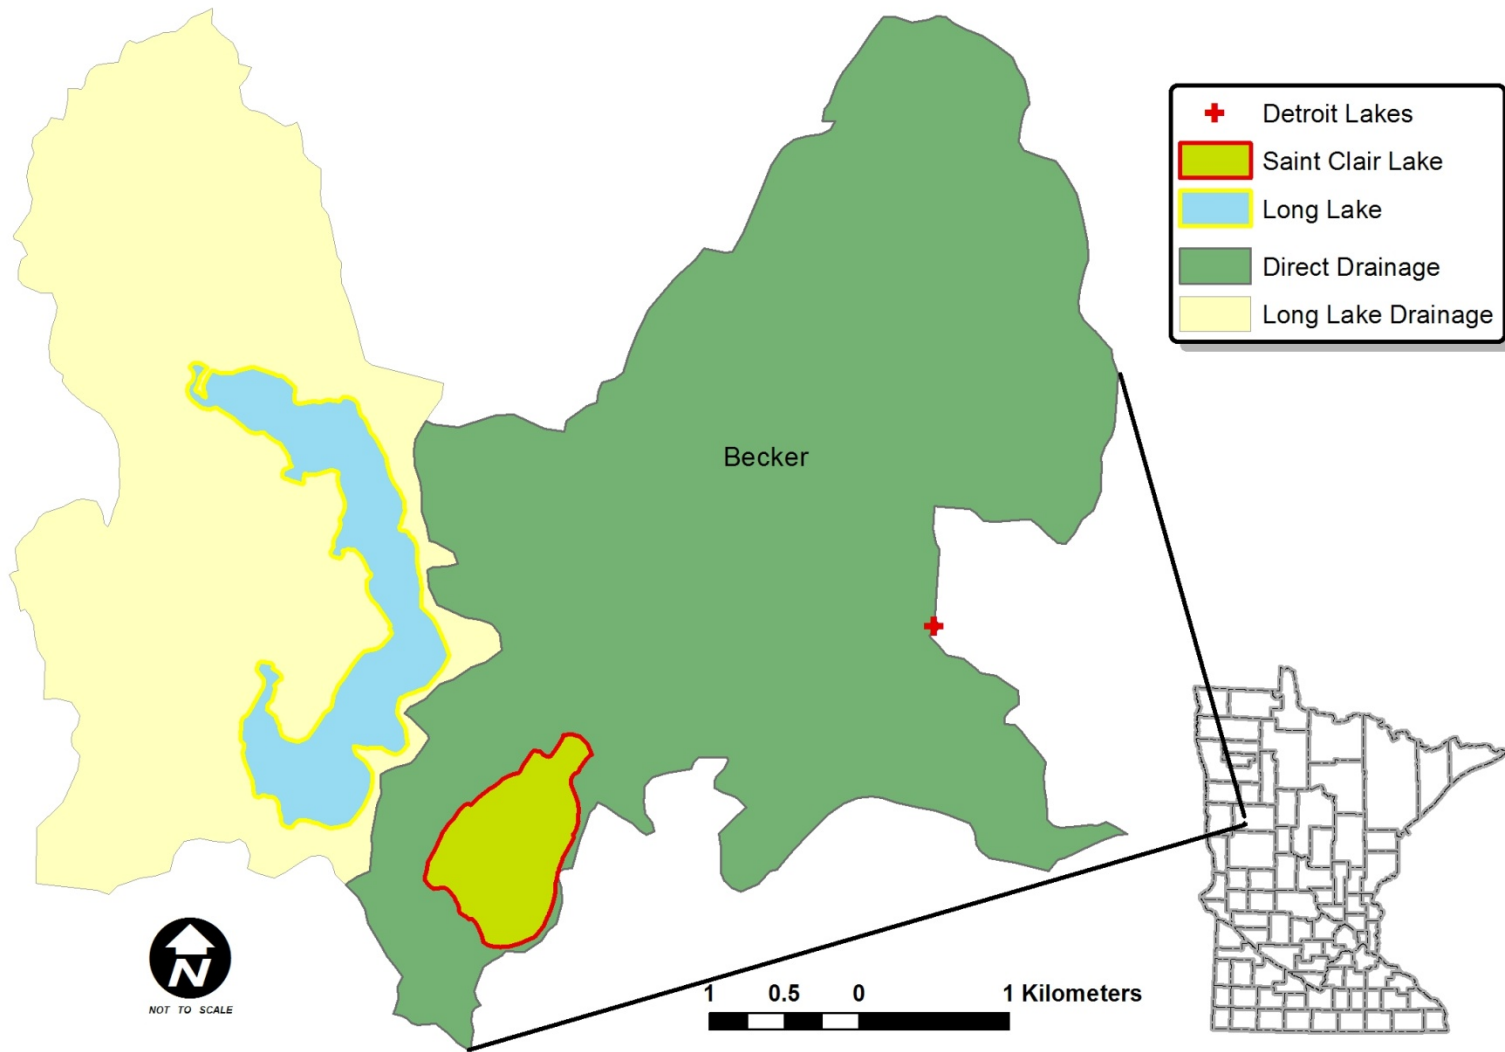 Detroit Lakes
Saint Clair Lake
Long Lake
Direct Drainage
Long Lake Drainage
Becker
N
NOT TO SCALE
1 0.5 0 1 Kilometers